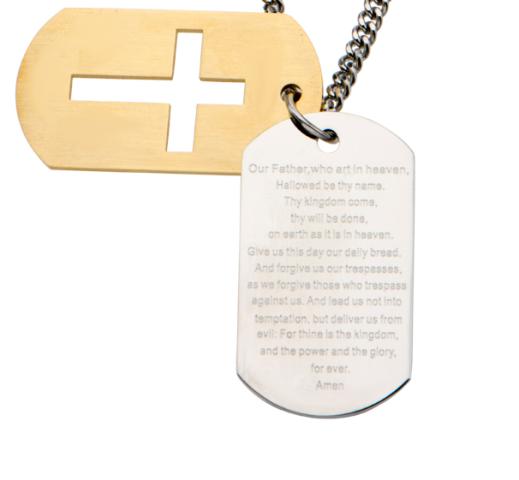 Our Father,who art in heaven,
Hallowed be thy name.
Thy kingdom come,
thy will be done,
on earth as it is in heaven.
Give us this day our daily bread.
And forgive us our trespasses,
as we forgive those who trespass
against us. And lead us not into
temptation, but deliver us from
evil: For thine is the kingdom,
and the power and the glory,
for ever.
Amen